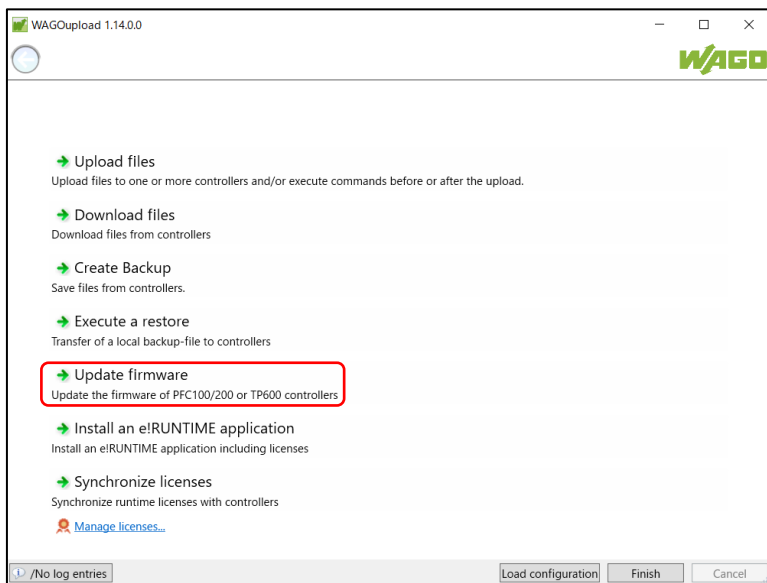 WAGOupload 1.14.0.0
WAGO
Upload files
Upload files to one or more controllers and/or execute commands before or after the upload.
Download files
Download files from controllers
Create Backup
Save files from controllers.
Execute a restore
Transfer of a local backup-file to controllers
Update firmware
Update the firmware of PFC100/200 or TP600 controllers
Install an e!RUNTIME application
Install an e!RUNTIME application including licenses
Synchronize licenses
Synchronize runtime licenses with controllers
Manage licenses...
/No log entries Load configuration Finish Cancel